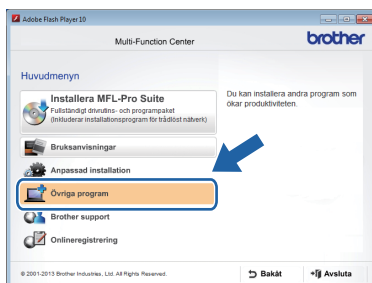 Adobe Flash Player 10
Multi-Function Center
brother
Huvudmenyn
Installera MFL-Pro Suite
Fullständigt drivrutins- och programpaket
(Inkluderar installationsprogram för trådlöst nätverk)
Bruksanvisningar
Anpassad installation
Övriga program
Brother support
Onlineregistrering
Du kan installera andra program som
ökar produktiviteten.
© 2001-2013 Brother Industries, Ltd. All Rights Reserved.
Bakåt
Avsluta